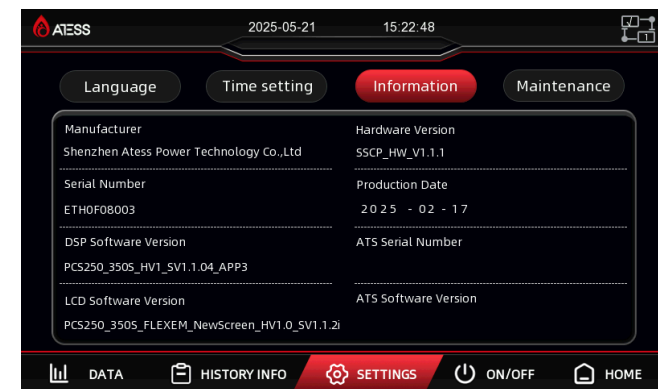 ATESS 2025-05-21 15:22:48
1
Language Time setting Information Maintenance
Manufacturer
Shenzhen Atess Power Technology Co.,Ltd
Hardware Version
SSCP_HW_V1.1.1
Serial Number
ETH0F08003
Production Date
2025 - 02 - 17
DSP Software Version
PCS250_350S_HV1_SV1.1.04_APP3
ATS Serial Number
LCD Software Version
PCS250_350S_FLEXEM_NewScreen_HV1.0_SV1.1.2i
ATS Software Version
DATA HISTORY INFO SETTINGS ON/OFF HOME